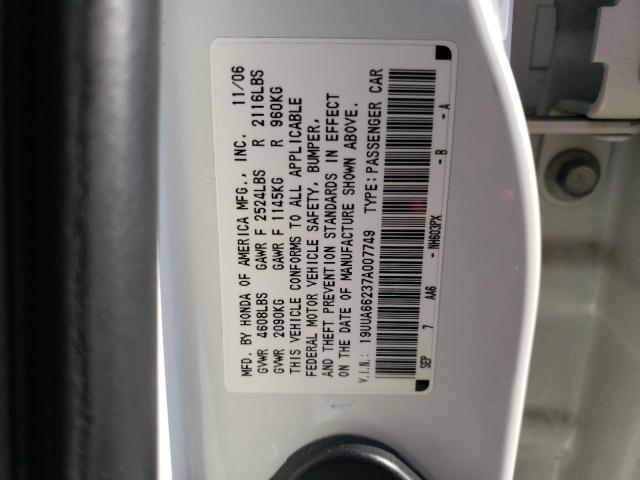 MFD. BY HONDA OF AMERICA MFG., INC. 11/06
GVWR 4608LBS GAWR F 2524LBS R 2116LBS
GVWR 2090KG GAWR F 1145KG R 960KG
THIS VEHICLE CONFORMS TO ALL APPLICABLE
FEDERAL MOTOR VEHICLE SAFETY, BUMPER,
AND THEFT PREVENTION STANDARDS IN EFFECT
ON THE DATE OF MANUFACTURE SHOWN ABOVE.
V.I.N.: 19UUA66237A007749 TYPE: PASSENGER CAR
SEP 7 AA6 - NH603PX - B - A